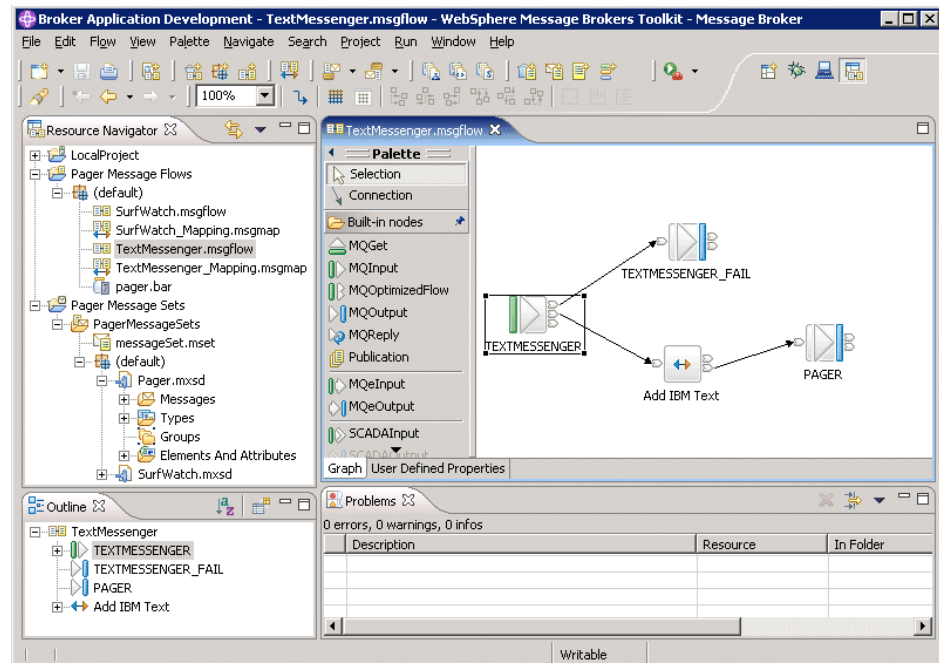 Broker Application Development - TextMessenger.msgflow - WebSphere Message Brokers Toolkit - Message Broker
File Edit Flow View Palette Navigate Search Project Run Window Help
100%
Resource Navigator
LocalProject
Pager Message Flows
(default)
SurfWatch.msgflow
SurfWatch_Mapping.msgmap
TextMessenger.msgflow
TextMessenger_Mapping.msgmap
pager.bar
Pager Message Sets
PagerMessageSets
messageSet.mset
(default)
Pager.mxsd
Messages
Types
Groups
Elements And Attributes
SurfWatch.mxsd
TextMessenger.msgflow
Palette
Selection
Connection
Built-in nodes
MQGet
MQInput
MQOptimizedFlow
MQOutput
MQReply
Publication
MQeInput
MQeOutput
SCADAInput
SCADAOutput
TEXTMESSENGER_FAIL
TEXTMESSENGER
PAGER
Add IBM Text
Graph User Defined Properties
Outline
TextMessenger
TEXTMESSENGER
TEXTMESSENGER_FAIL
PAGER
Add IBM Text
Problems
0 errors, 0 warnings, 0 infos
Description Resource In Folder
Writable